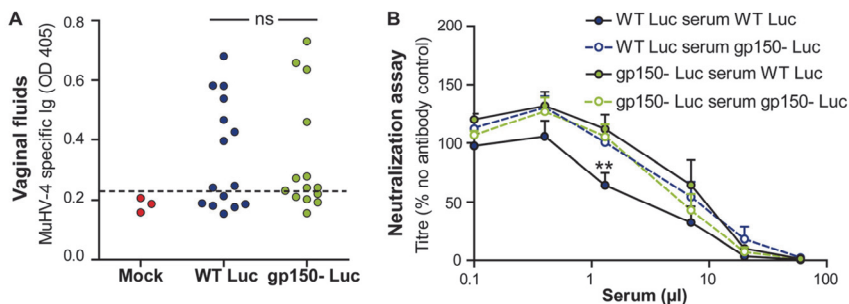 A
Vaginal fluids
MuHV-4 specific Ig (OD 405)
0.8
0.6
0.4
0.2
0.0
ns
Mock
WT Luc
gp150- Luc
B
WT Luc serum WT Luc
WT Luc serum gp150- Luc
gp150- Luc serum WT Luc
gp150- Luc serum gp150- Luc
Neutralization assay
Titre (% no antibody control)
200
150
100
50
0
**
0.1
1
10
100
Serum (µl)